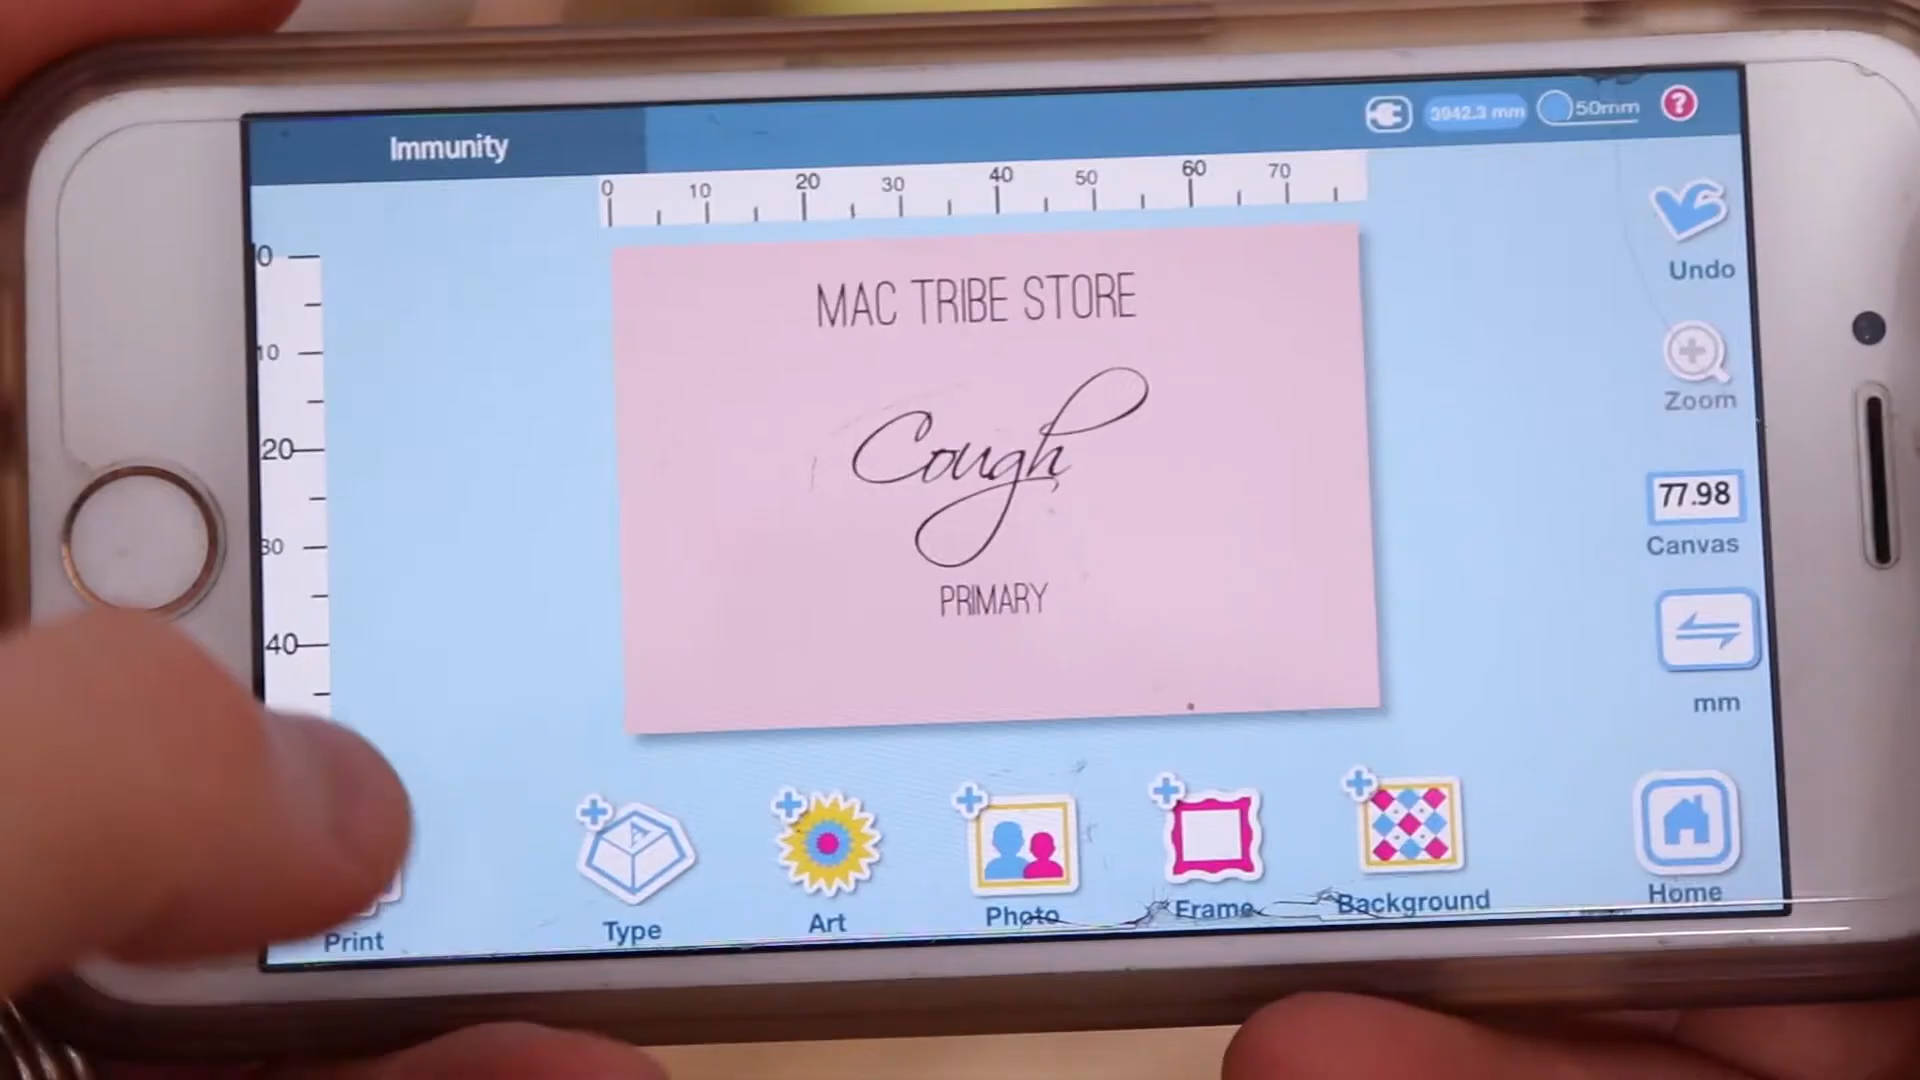 Immunity
3942.3 mm
50mm
?
0 10 20 30 40 50 60 70
0
10
20
30
40
MAC TRIBE STORE
Cough
PRIMARY
Undo
Zoom
77.98
Canvas
mm
Print
Type
Art
Photo
Frame
Background
Home